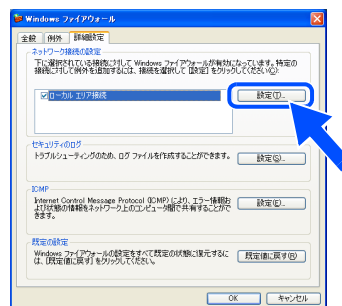 Windows ファイアウォール
全般 例外 詳細設定
ネットワーク接続の設定
下に選択されている接続に対して Windows ファイアウォールが有効になっています。特定の
接続に対して例外を追加するには、接続を選択して [設定] をクリックしてください(C):
ローカル エリア接続
設定(T)...
セキュリティのログ
トラブルシューティングのため、ログ ファイルを作成することができます。
設定(S)...
ICMP
Internet Control Message Protocol (ICMP) により、エラー情報お
よび状態の情報をネットワーク上のコンピュータ間で共有することがで
きます。
設定(E)...
既定の設定
Windows ファイアウォールの設定をすべて既定の状態に復元するに
は、[既定値に戻す] をクリックしてください。
既定値に戻す(R)
OK キャンセル